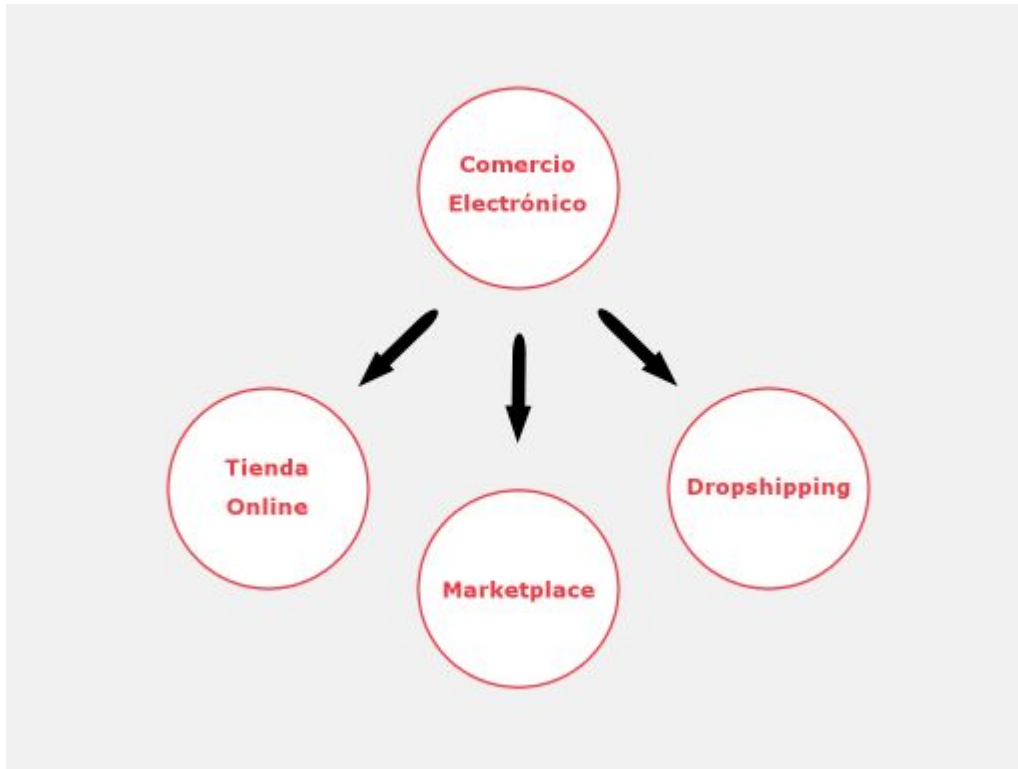 Comercio
Electrónico
Tienda
Online
Marketplace
Dropshipping